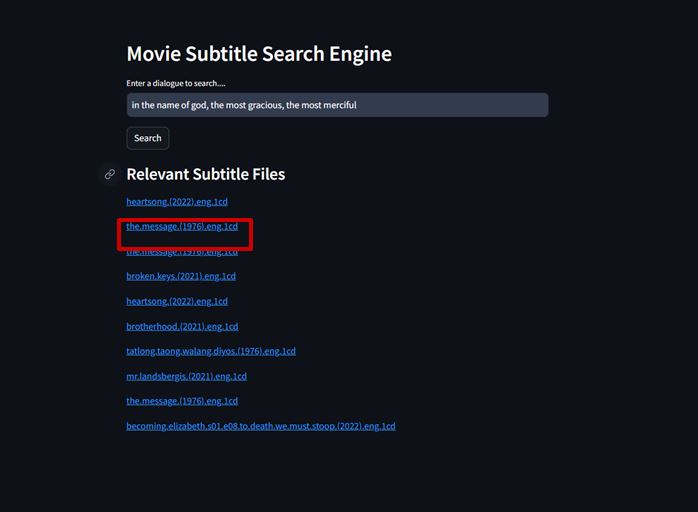 Movie Subtitle Search Engine
Enter a dialogue to search....
in the name of god, the most gracious, the most merciful
Search
Relevant Subtitle Files
heartsong.(2022).eng.1cd
the.message.(1976).eng.1cd
the.message.(1976).eng.1cd
broken.keys.(2021).eng.1cd
heartsong.(2022).eng.1cd
brotherhood.(2021).eng.1cd
tatlong.taong.walang.diyos.(1976).eng.1cd
mr.landsbergis.(2021).eng.1cd
the.message.(1976).eng.1cd
becoming.elizabeth.s01.e08.to.death.we.must.stoop.(2022).eng.1cd